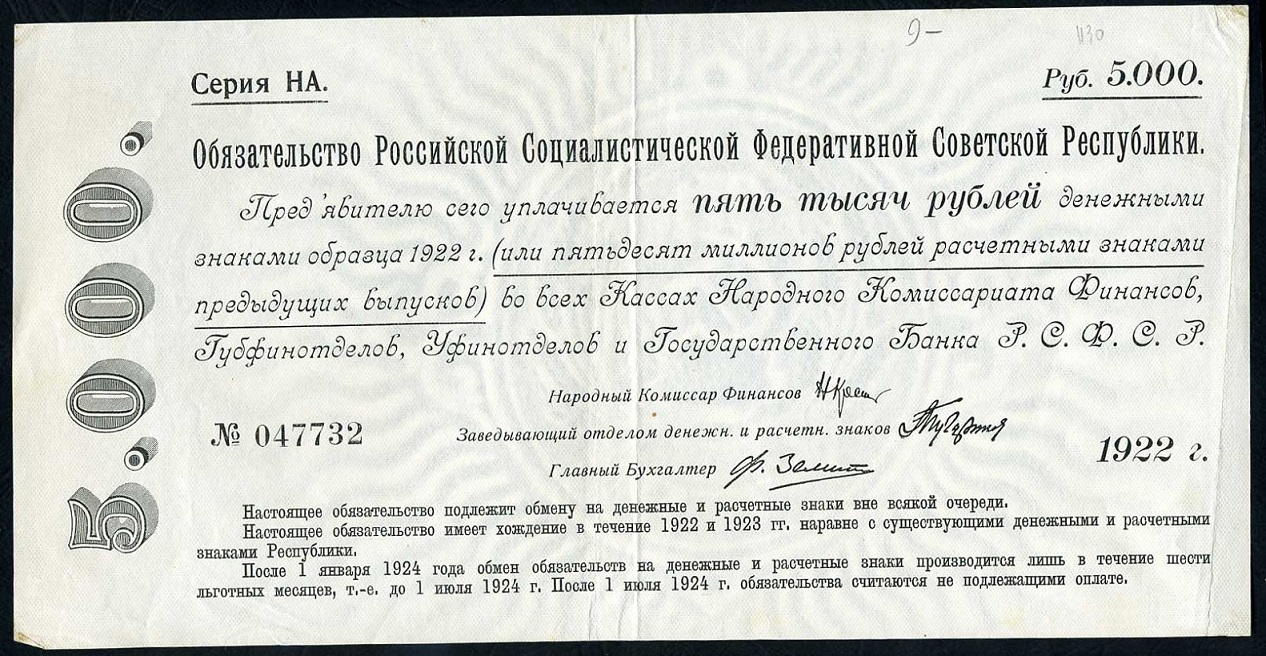 9– 1130
Серия НА. Руб. 5.000.
Обязательство Российской Социалистической Федеративной Советской Республики.
Пред'явителю сего уплачивается пять тысяч рублей денежными
знаками образца 1922 г. (или пятьдесят миллионов рублей расчетными знаками
предыдущих выпусков) во всех Кассах Народного Комиссариата Финансов,
Губфинотделов, Уфинотделов и Государственного Банка Р. С. Ф. С. Р.
Народный Комиссар Финансов
№ 047732 Заведывающий отделом денежн. и расчетн. знаков
1922 г.
Главный Бухгалтер
Настоящее обязательство подлежит обмену на денежные и расчетные знаки вне всякой очереди.
Настоящее обязательство имеет хождение в течение 1922 и 1923 гг. наравне с существующими денежными и расчетными
знаками Республики.
После 1 января 1924 года обмен обязательств на денежные и расчетные знаки производится лишь в течение шести
льготных месяцев, т.-е. до 1 июля 1924 г. После 1 июля 1924 г. обязательства считаются не подлежащими оплате.
5.000.